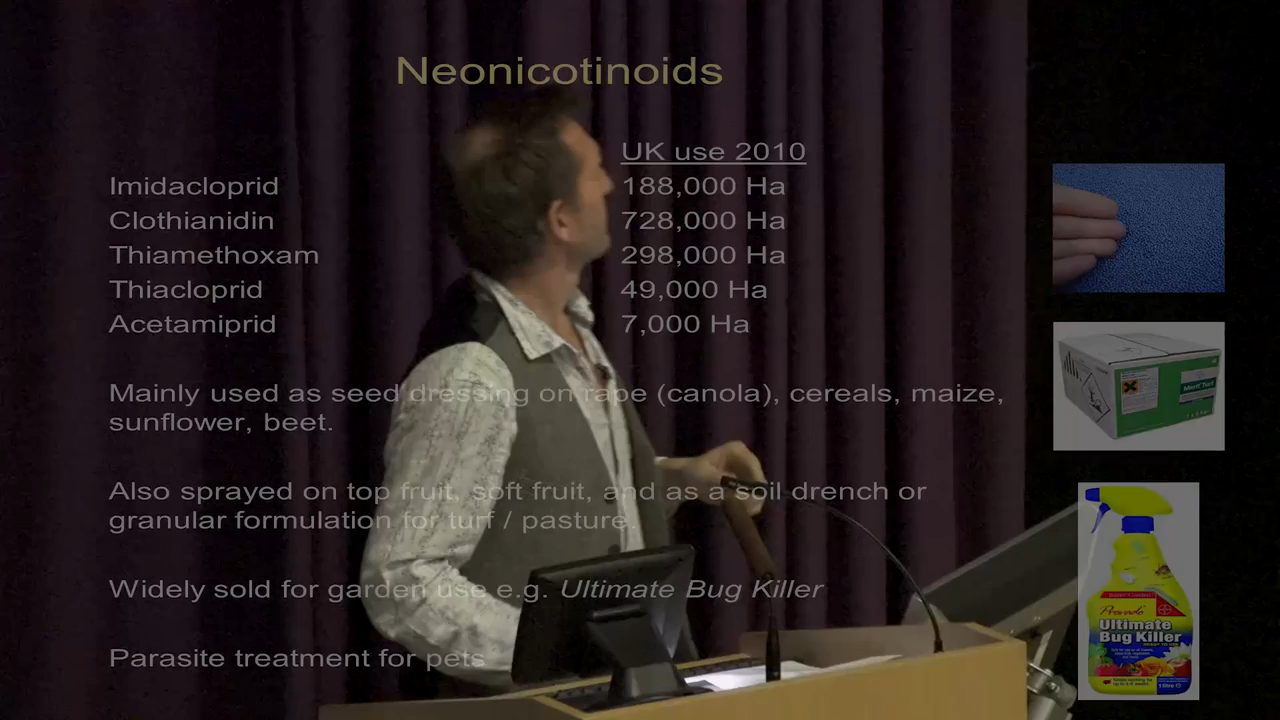 Neonicotinoids
UK use 2010
Imidacloprid 188,000 Ha
Clothianidin 728,000 Ha
Thiamethoxam 298,000 Ha
Thiacloprid 49,000 Ha
Acetamiprid 7,000 Ha
Mainly used as seed dressing on rape (canola), cereals, maize,
sunflower, beet.
Also sprayed on top fruit, soft fruit, and as a soil drench or
granular formulation for turf / pasture.
Widely sold for garden use e.g. Ultimate Bug Killer
Parasite treatment for pets
Merit Turf
Provado
Ultimate
Bug Killer